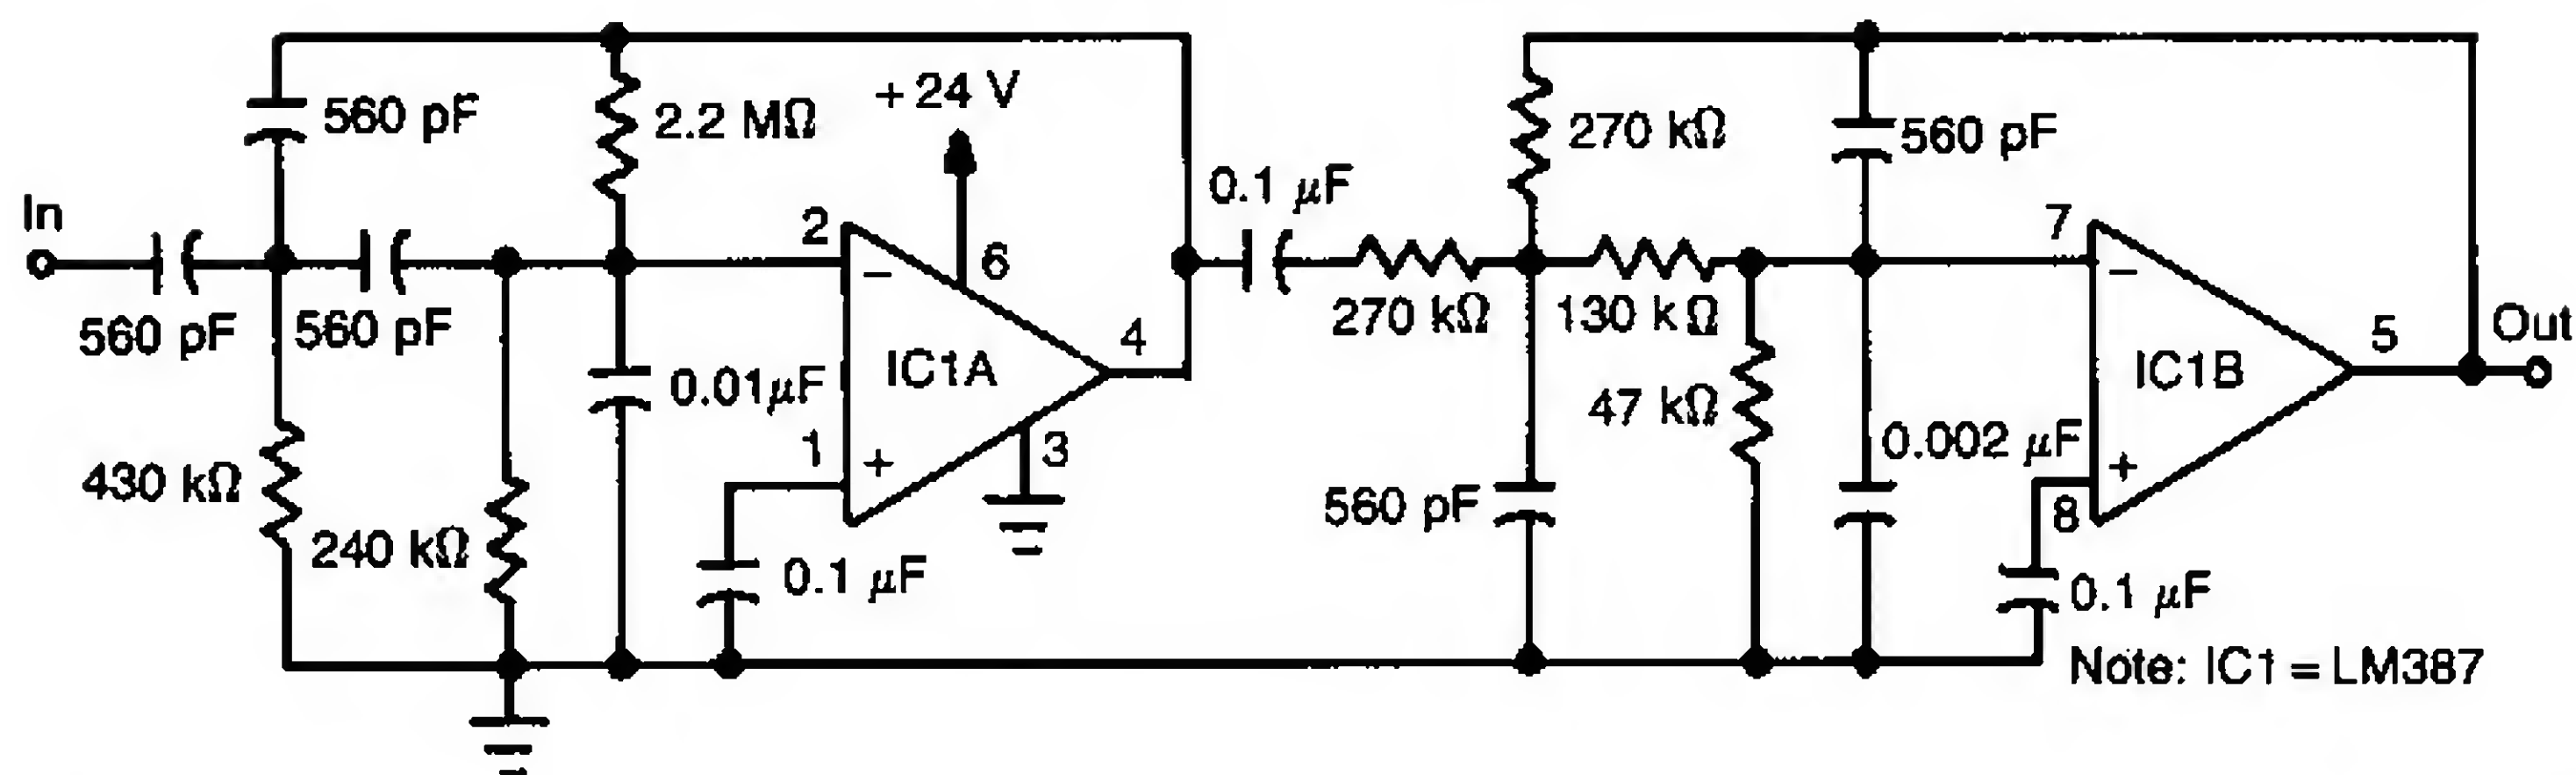 In
560 pF
560 pF
560 pF
430 kΩ
240 kΩ
2.2 MΩ
0.01 μF
+ 24 V
2
6
−
IC1A
4
1
+
3
0.1 μF
0.1 μF
270 kΩ
270 kΩ
130 k Ω
560 pF
47 kΩ
560 pF
0.002 μF
7
−
IC1B
5
Out
+
8
0.1 μF
Note: IC1 = LM387